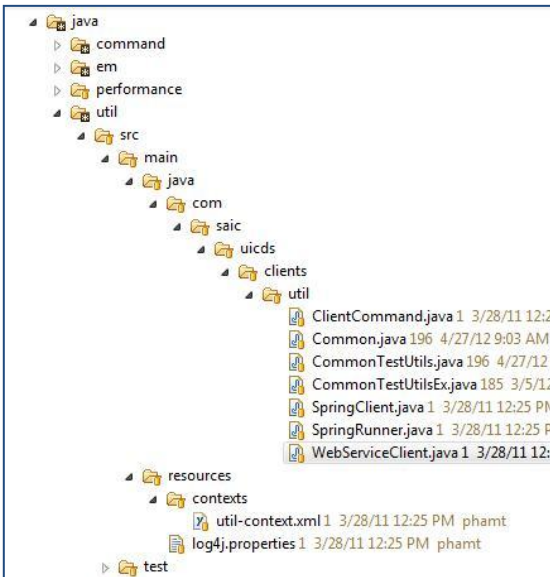 java
command
em
performance
util
src
main
java
com
saic
uicds
clients
util
ClientCommand.java 1 3/28/11 12:2
Common.java 196 4/27/12 9:03 AM
CommonTestUtils.java 196 4/27/12
CommonTestUtilsEx.java 185 3/5/12
SpringClient.java 1 3/28/11 12:25 PM
SpringRunner.java 1 3/28/11 12:25 P
WebServiceClient.java 1 3/28/11 12:
resources
contexts
util-context.xml 1 3/28/11 12:25 PM phamt
log4j.properties 1 3/28/11 12:25 PM phamt
test